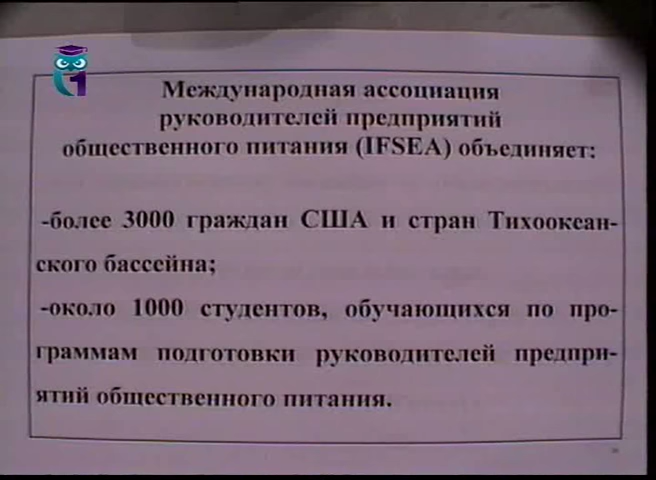 1
Международная ассоциация
руководителей предприятий
общественного питания (IFSEA) объединяет:
-более 3000 граждан США и стран Тихоокеан-
ского бассейна;
-около 1000 студентов, обучающихся по про-
граммам подготовки руководителей предпри-
ятий общественного питания.